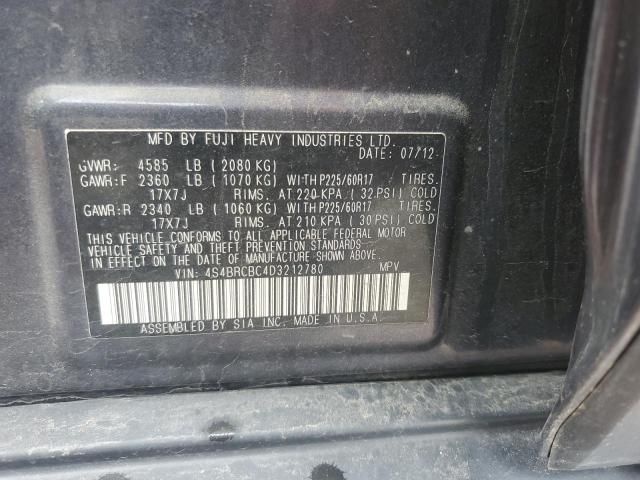 MFD BY FUJI HEAVY INDUSTRIES LTD.
DATE: 07/12
GVWR: 4585 LB (2080 KG)
GAWR:F 2360 LB (1070 KG) WITH P225/60R17 TIRES.
17X7J RIMS. AT 220 KPA (32 PSI) COLD
GAWR:R 2340 LB (1060 KG) WITH P225/60R17 TIRES.
17X7J RIMS. AT 210 KPA (30 PSI) COLD
THIS VEHICLE CONFORMS TO ALL APPLICABLE FEDERAL MOTOR
VEHICLE SAFETY AND THEFT PREVENTION STANDARDS
IN EFFECT ON THE DATE OF MANUFACTURE SHOWN ABOVE.
VIN: 4S4BRCBC4D3212780 MPV
ASSEMBLED BY SIA INC. MADE IN U.S.A.